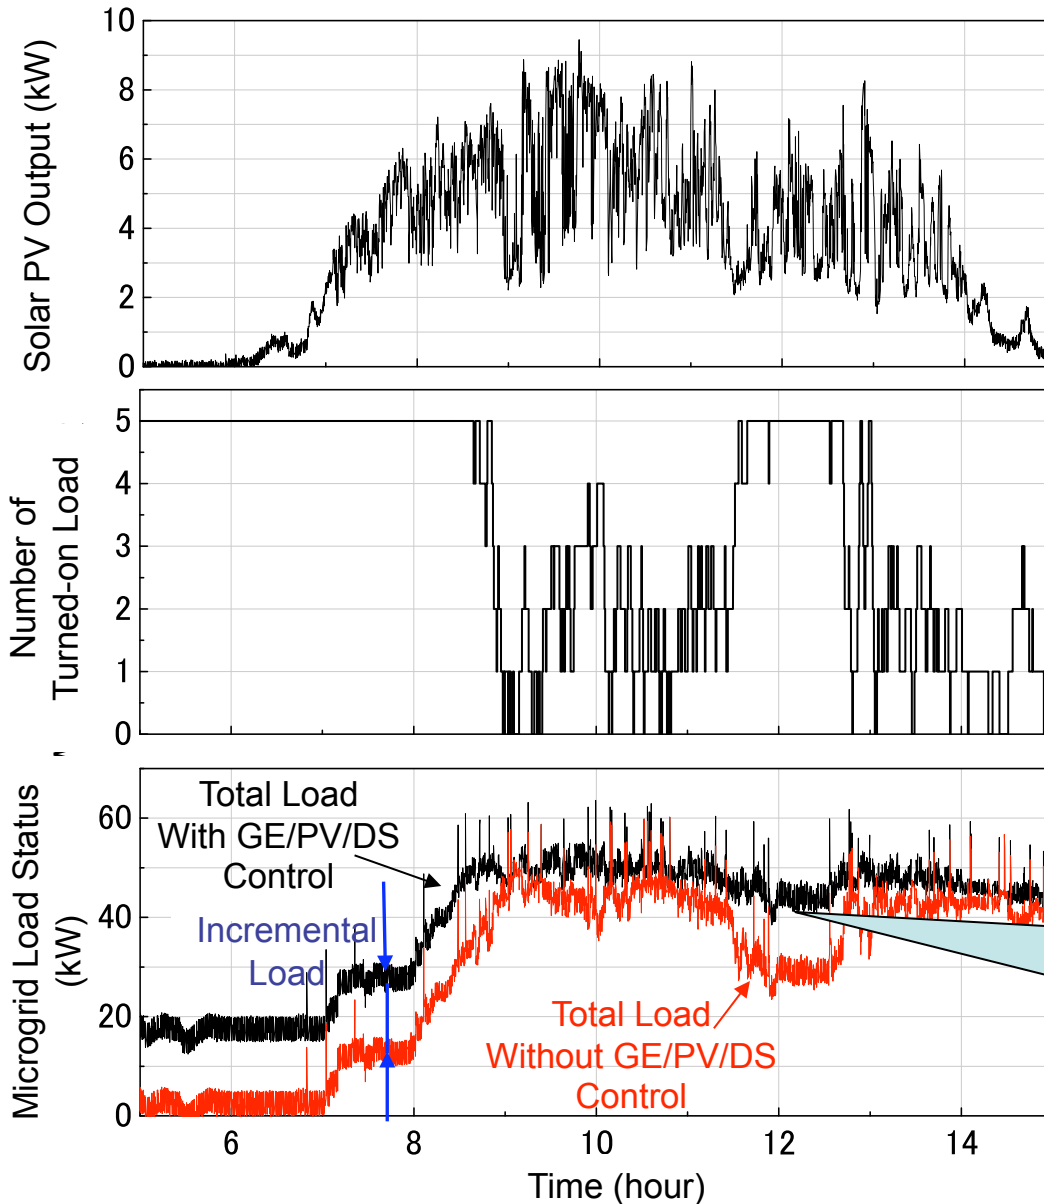 Solar PV Output (kW)
10
8
6
4
2
0
Number of
Turned-on Load
5
4
3
2
1
0
Microgrid Load Status
(kW)
60
40
20
0
Total Load
With GE/PV/DS
Control
Incremental
Load
Total Load
Without GE/PV/DS
Control
6 8 10 12 14
Time (hour)